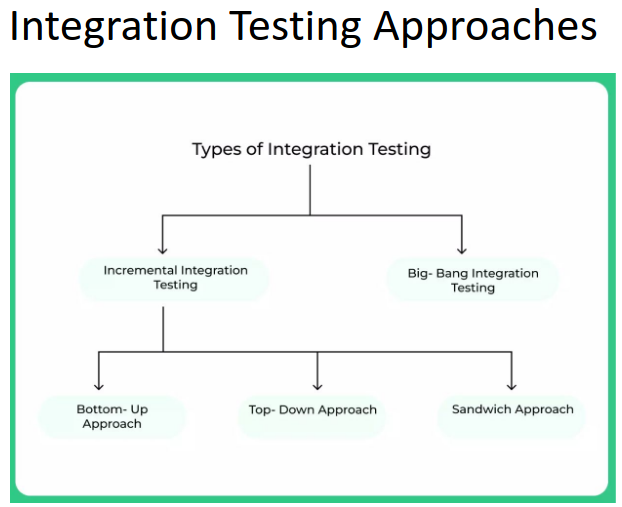 Integration Testing Approaches
Types of Integration Testing
Incremental Integration
Testing
Big- Bang Integration
Testing
Bottom- Up
Approach
Top- Down Approach
Sandwich Approach